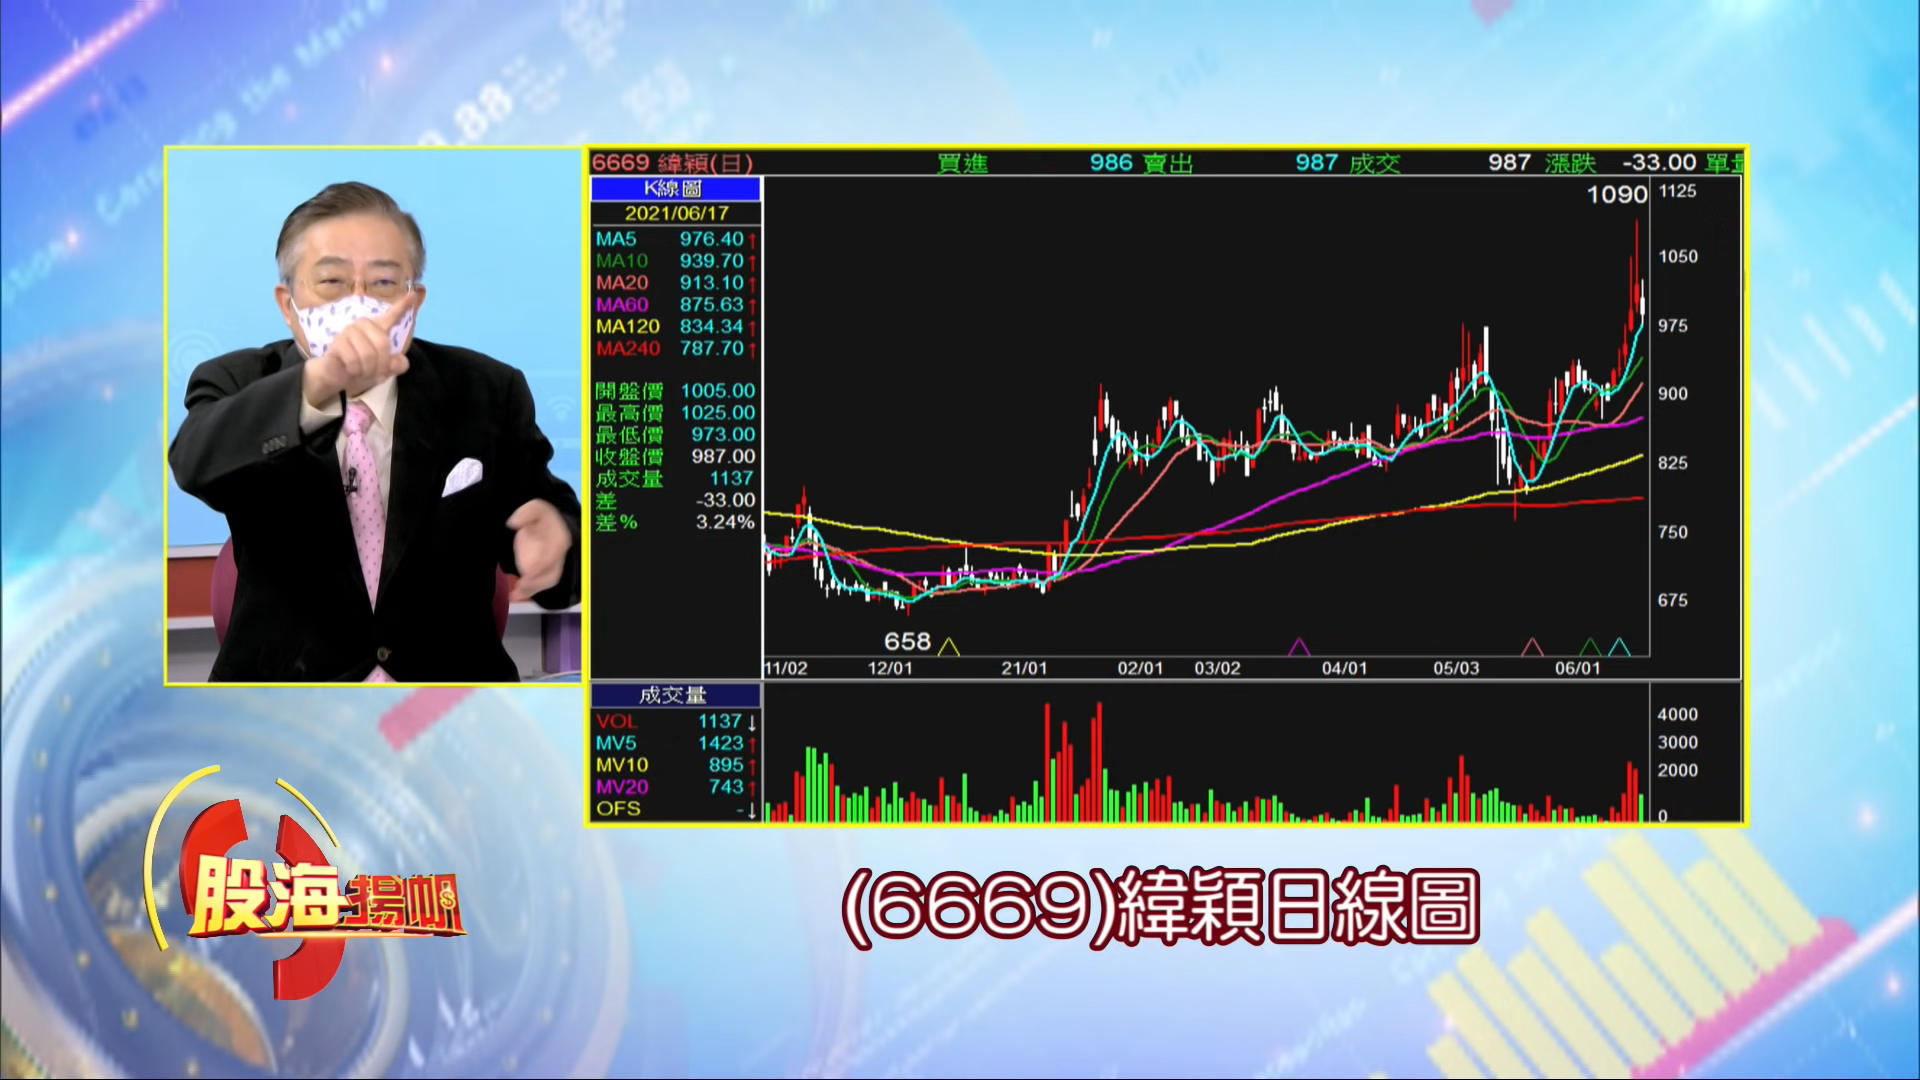 6669 緯穎(日) 買進 986 賣出 987 成交 987 漲跌 -33.00 單量
K線圖
2021/06/17
MA5 976.40↑
MA10 939.70↑
MA20 913.10↑
MA60 875.63↑
MA120 834.34↑
MA240 787.70↑
開盤價 1005.00
最高價 1025.00
最低價 973.00
收盤價 987.00
成交量 1137
差 -33.00
差% 3.24%
1090
1125
1050
975
900
825
750
675
658
11/02 12/01 21/01 02/01 03/02 04/01 05/03 06/01
成交量
VOL 1137↓
MV5 1423↑
MV10 895↑
MV20 743↑
OFS -↓
4000
3000
2000
0
股海揚帆
$
(6669)緯穎日線圖